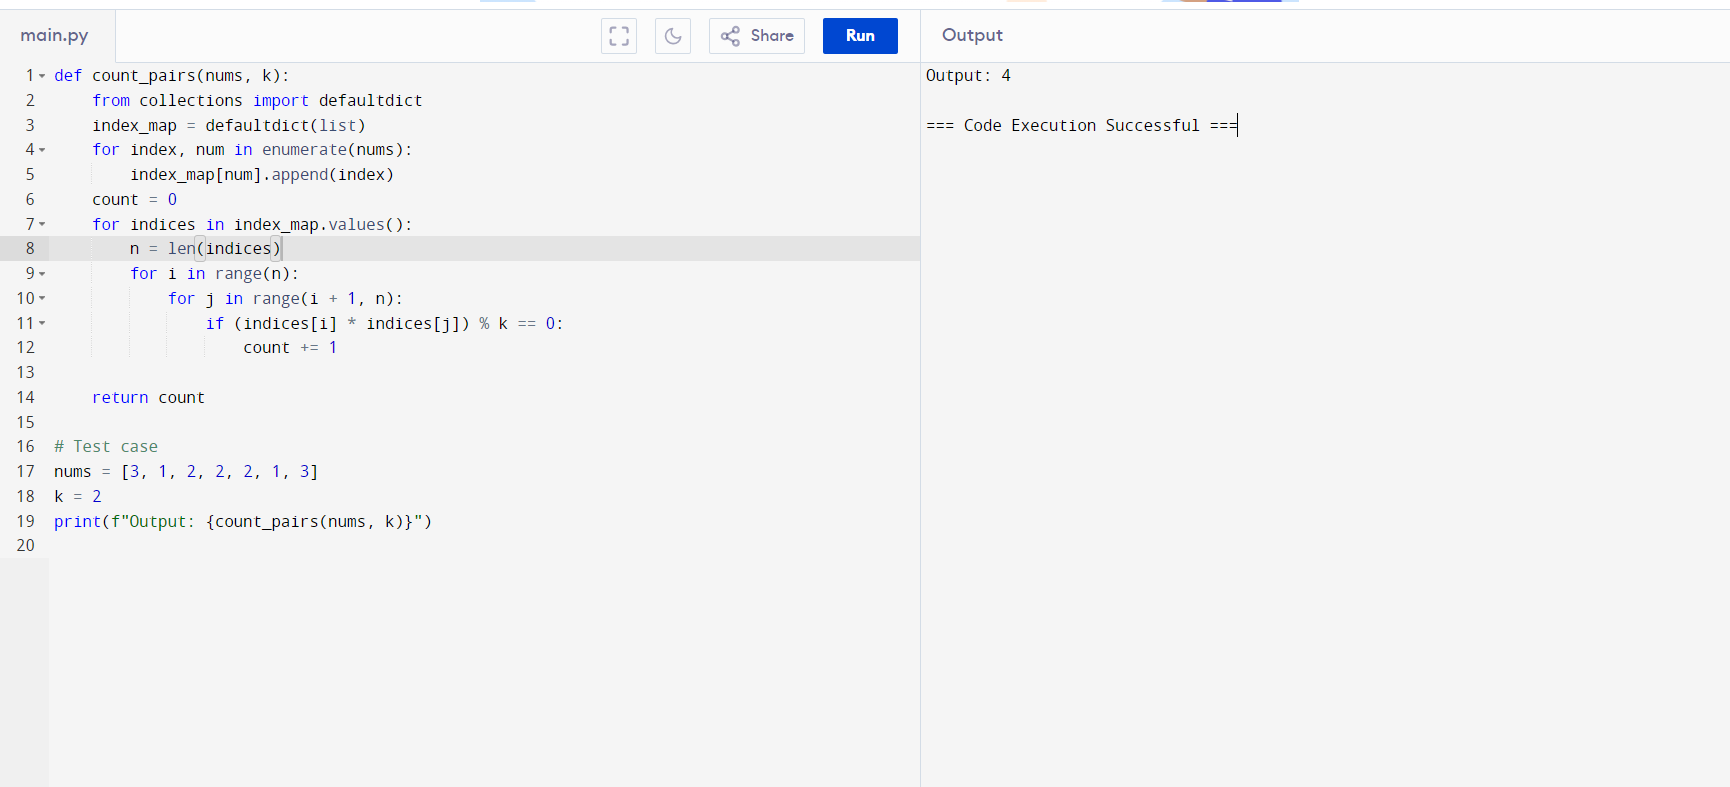 main.py
Share
Run
Output
1 def count_pairs(nums, k):
2     from collections import defaultdict
3     index_map = defaultdict(list)
4     for index, num in enumerate(nums):
5         index_map[num].append(index)
6     count = 0
7     for indices in index_map.values():
8         n = len(indices)
9         for i in range(n):
10             for j in range(i + 1, n):
11                 if (indices[i] * indices[j]) % k == 0:
12                     count += 1
13
14     return count
15
16 # Test case
17 nums = [3, 1, 2, 2, 2, 1, 3]
18 k = 2
19 print(f"Output: {count_pairs(nums, k)}")
20
Output: 4
=== Code Execution Successful ===